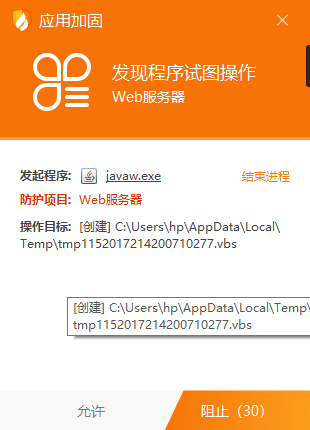 应用加固
发现程序试图操作
Web服务器
发起程序: javaw.exe 结束进程
防护项目: Web服务器
操作目标: [创建] C:\Users\hp\AppData\Local\
Temp\tmp1152017214200710277.vbs
[创建] C:\Users\hp\AppData\Local\Temp\
tmp1152017214200710277.vbs
允许 阻止（30）